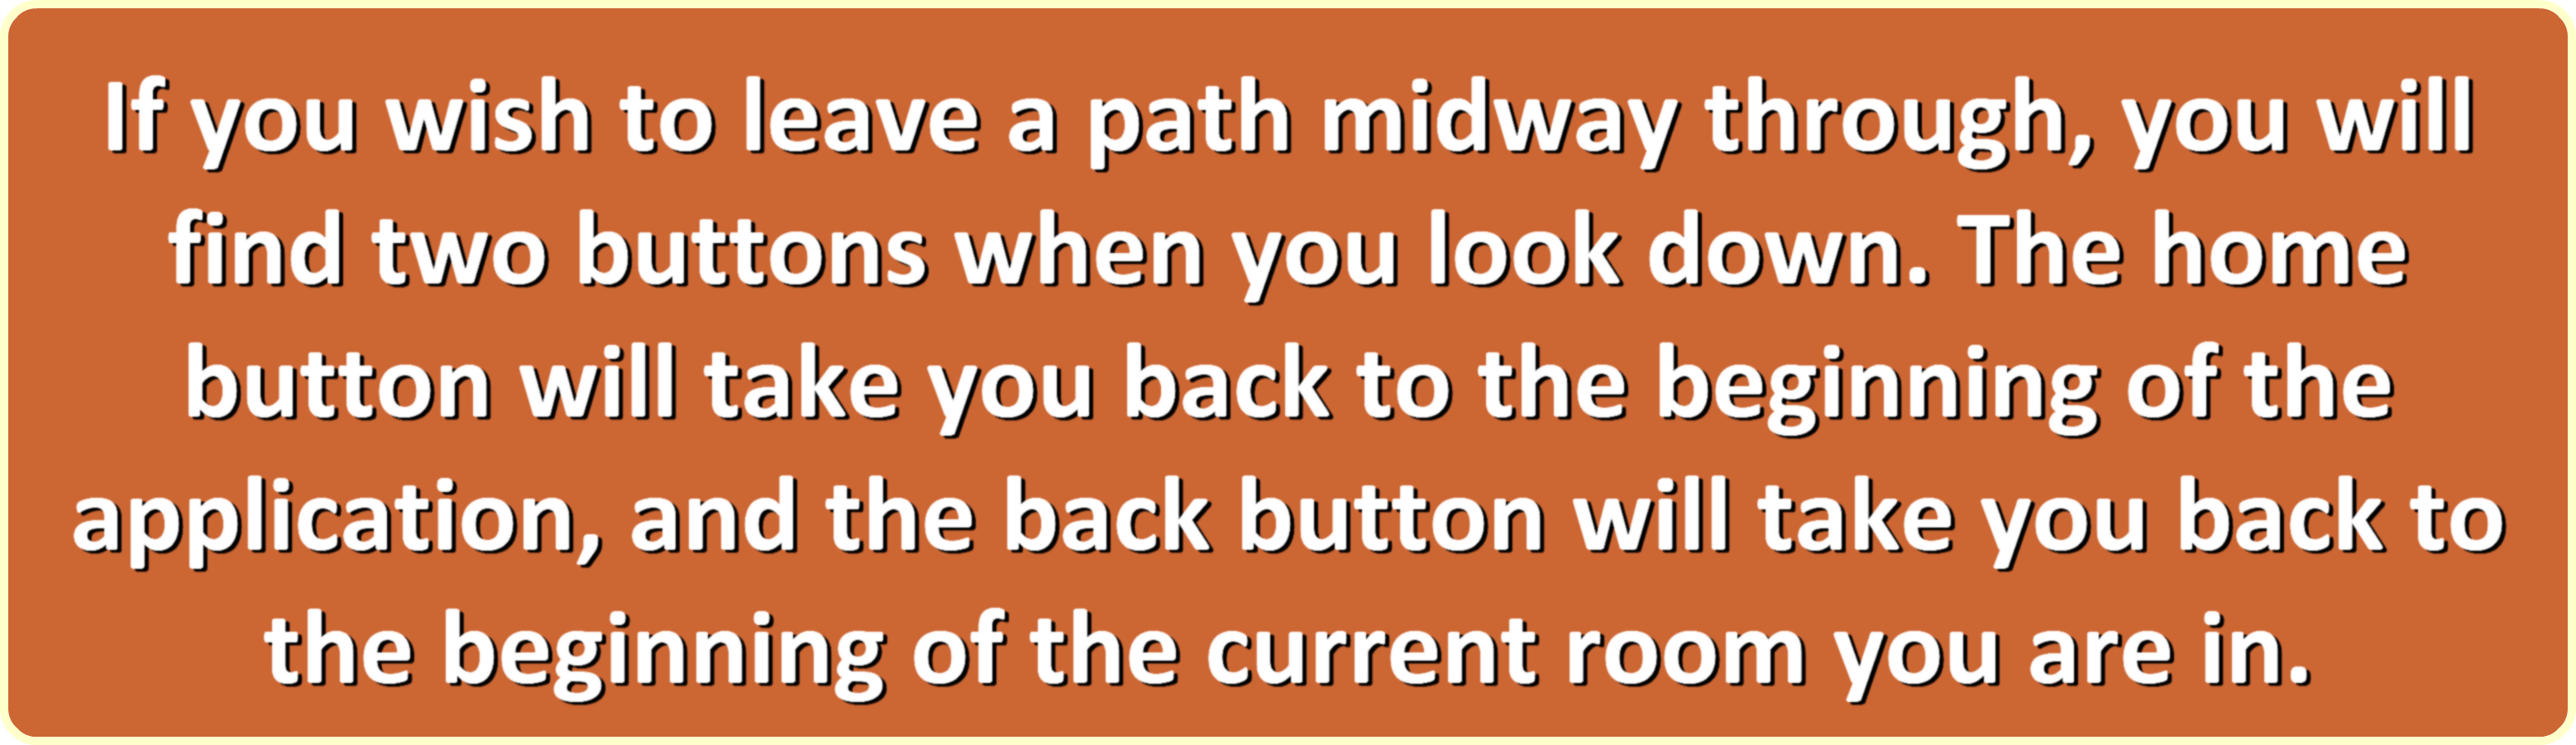 If you wish to leave a path midway through, you will
find two buttons when you look down. The home
button will take you back to the beginning of the
application, and the back button will take you back to
the beginning of the current room you are in.